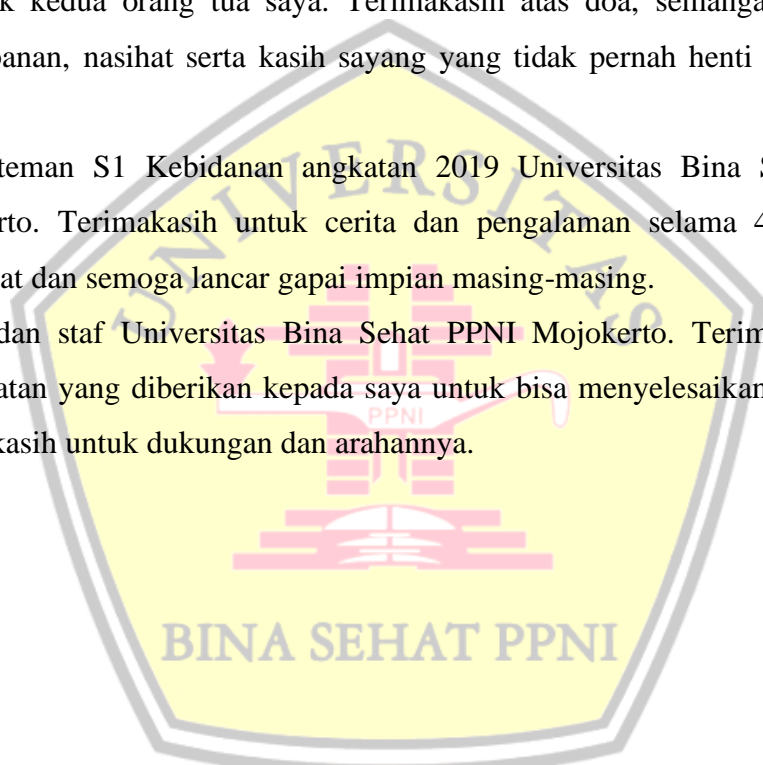 k kedua orang tua saya. Terimakasih atas doa, semanga
banan, nasihat serta kasih sayang yang tidak pernah henti
teman S1 Kebidanan angkatan 2019 Universitas Bina S
erto. Terimakasih untuk cerita dan pengalaman selama 4
at dan semoga lancar gapai impian masing-masing.
dan staf Universitas Bina Sehat PPNI Mojokerto. Terim
atan yang diberikan kepada saya untuk bisa menyelesaikan
kasih untuk dukungan dan arahannya.
UNIVERSITAS
PPNI
BINA SEHAT PPNI